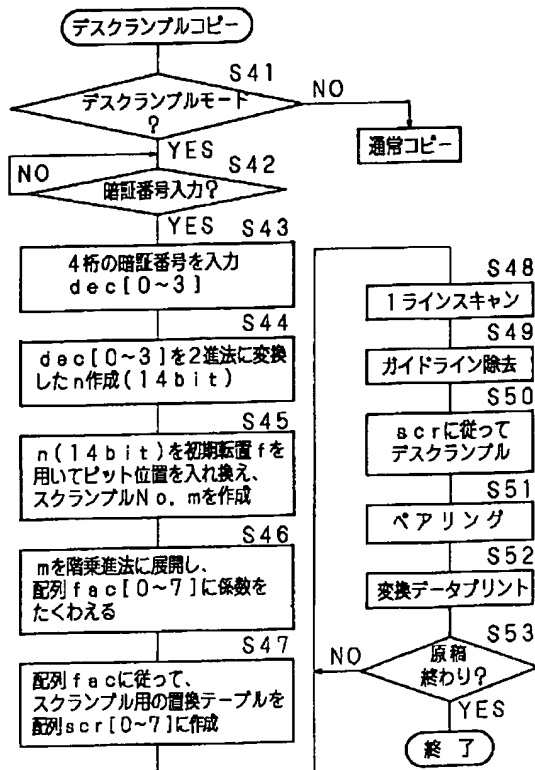 デスクランブルコピー
S41
デスクランブルモード
?
NO
通常コピー
YES
S42
NO
暗証番号入力?
YES
S43
4桁の暗証番号を入力
dec[0~3]
S44
dec[0~3]を2進法に変換
したn作成(14bit)
S45
n(14bit)を初期転置fを
用いてビット位置を入れ換え、
スクランブルNo. mを作成
S46
mを階乗進法に展開し、
配列fac[0~7]に係数を
たくわえる
S47
配列facに従って、
スクランブル用の置換テーブルを
配列scr[0~7]に作成
S48
1ラインスキャン
S49
ガイドライン除去
S50
scrに従って
デスクランブル
S51
ペアリング
S52
変換データプリント
S53
NO
原稿
終わり?
YES
終了